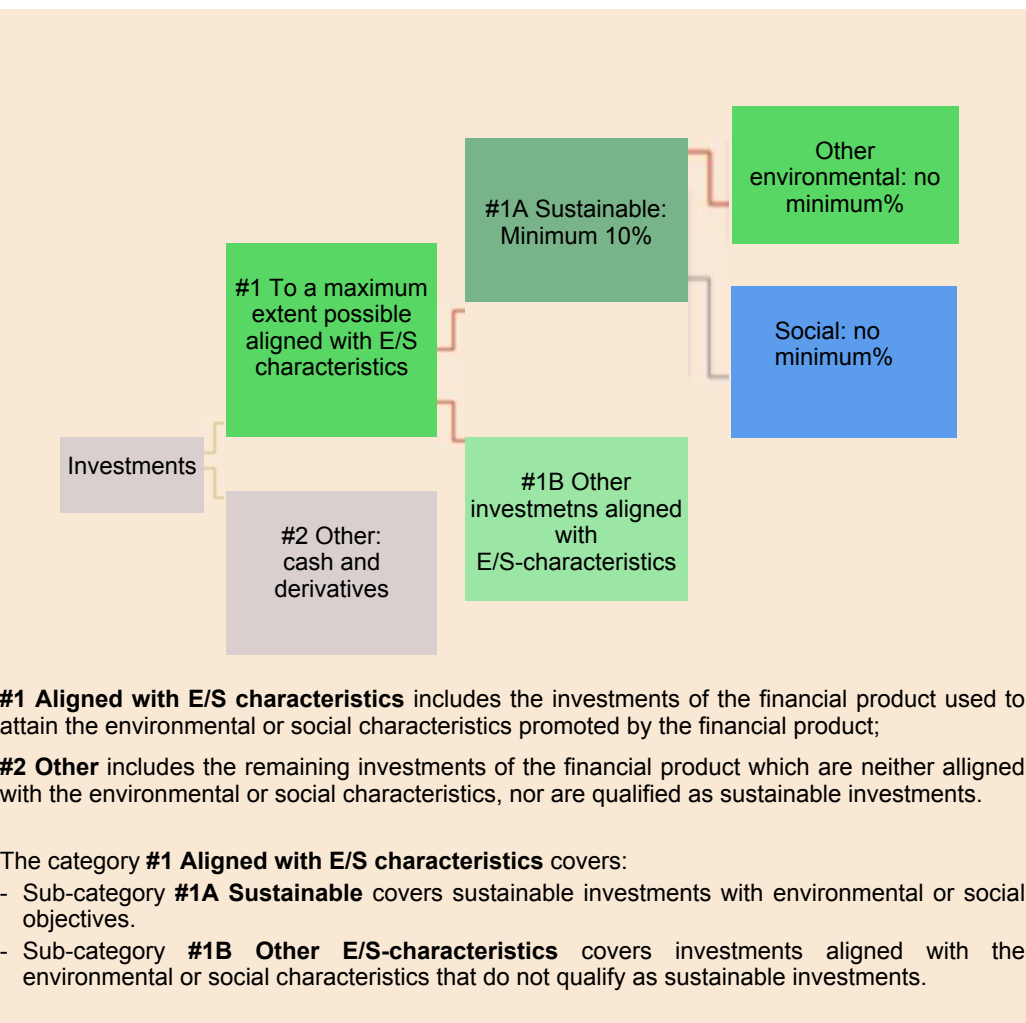 Other
environmental: no
minimum%
#1A Sustainable:
Minimum 10%
#1 To a maximum
extent possible
aligned with E/S
characteristics
Social: no
minimum%
Investments
#1B Other
investmetns aligned
with
E/S-characteristics
#2 Other:
cash and
derivatives
#1 Aligned with E/S characteristics includes the investments of the financial product used to
attain the environmental or social characteristics promoted by the financial product;
#2 Other includes the remaining investments of the financial product which are neither alligned
with the environmental or social characteristics, nor are qualified as sustainable investments.
The category #1 Aligned with E/S characteristics covers:
- Sub-category #1A Sustainable covers sustainable investments with environmental or social
objectives.
- Sub-category #1B Other E/S-characteristics covers investments aligned with the
environmental or social characteristics that do not qualify as sustainable investments.